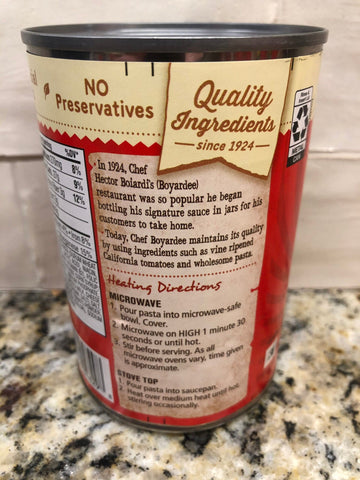 NO
Preservatives
Quality
Ingredients
since 1924
%DV*
8%
9%
12%
In 1924, Chef
Hector Boiardi's (Boyardee)
restaurant was so popular he began
bottling his signature sauce in jars for his
customers to take home.
Today, Chef Boyardee maintains its quality
by using ingredients such as vine ripened
California tomatoes and wholesome pasta.
Heating Directions
MICROWAVE
1. Pour pasta into microwave-safe
bowl. Cover.
2. Microwave on HIGH 1 minute 30
seconds or until hot.
3. Stir before serving. As all
microwave ovens vary, time given
is approximate.
STOVE TOP
1. Pour pasta into saucepan.
2. Heat over medium heat until hot
stirring occasionally.